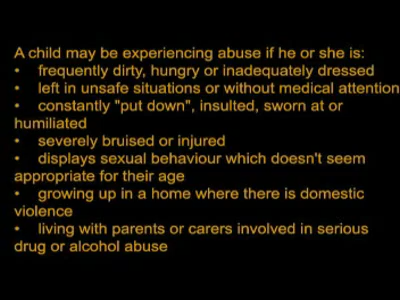 A child may be experiencing abuse if he or she is:
• frequently dirty, hungry or inadequately dressed
• left in unsafe situations or without medical attention
• constantly "put down", insulted, sworn at or
humiliated
• severely bruised or injured
• displays sexual behaviour which doesn't seem
appropriate for their age
• growing up in a home where there is domestic
violence
• living with parents or carers involved in serious
drug or alcohol abuse